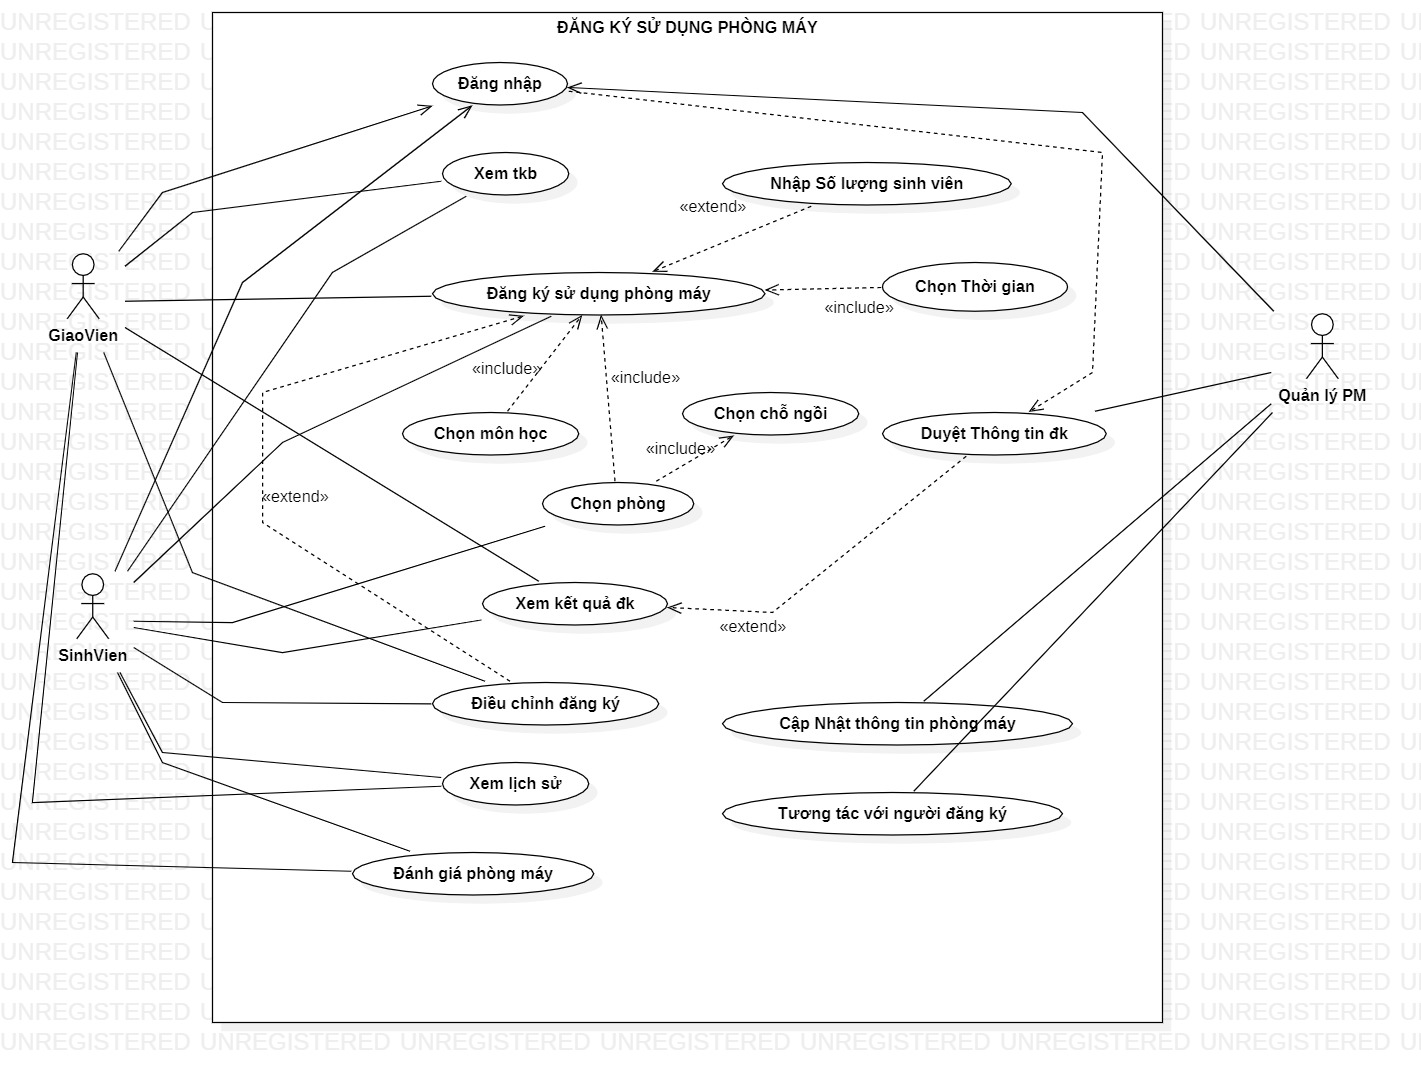 ĐĂNG KÝ SỬ DỤNG PHÒNG MÁY
Đăng nhập
Xem tkb
Nhập Số lượng sinh viên
«extend»
Đăng ký sử dụng phòng máy
Chọn Thời gian
«include»
GiaoVien
«include»
«include»
Quản lý PM
Chọn môn học
Chọn chỗ ngồi
Duyệt Thông tin đk
«include»
«extend»
Chọn phòng
Xem kết quả đk
«extend»
SinhVien
Điều chỉnh đăng ký
Cập Nhật thông tin phòng máy
Xem lịch sử
Tương tác với người đăng ký
Đánh giá phòng máy
UNREGISTERED UNREGISTERED UNREGISTERED UNREGISTERED UNREGISTERED UNREGISTERED UNREGISTERED UN